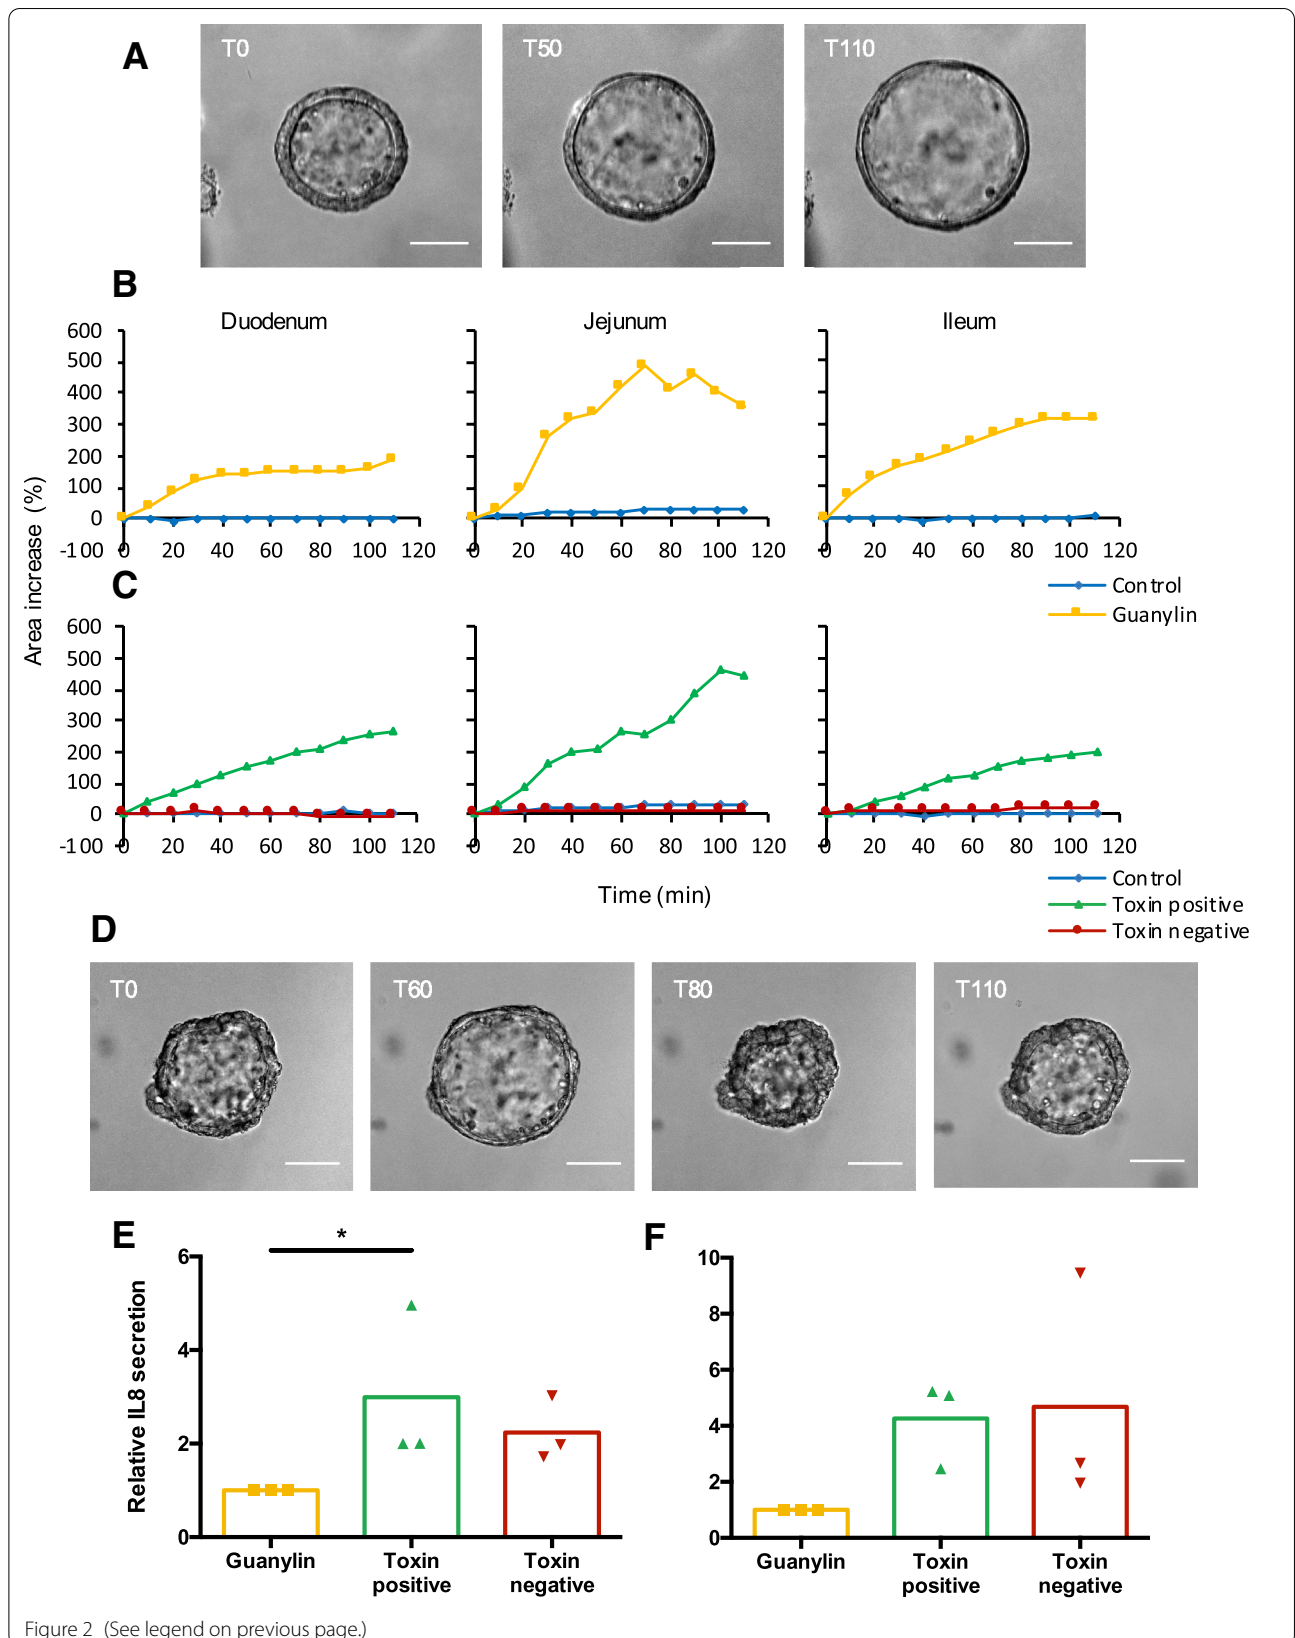 A
T0
T50
T110
B
Duodenum
Jejunum
Ileum
600
500
400
300
200
100
0
-100
0 20 40 60 80 100 120
0 20 40 60 80 100 120
0 20 40 60 80 100 120
Control
Guanylin
Area increase (%)
C
600
500
400
300
200
100
0
-100
0 20 40 60 80 100 120
0 20 40 60 80 100 120
0 20 40 60 80 100 120
Time (min)
Control
Toxin positive
Toxin negative
D
T0
T60
T80
T110
E
*
6
4
2
0
Relative IL8 secretion
Guanylin
Toxin
positive
Toxin
negative
F
10
8
6
4
2
0
Guanylin
Toxin
positive
Toxin
negative
Figure 2 (See legend on previous page.)